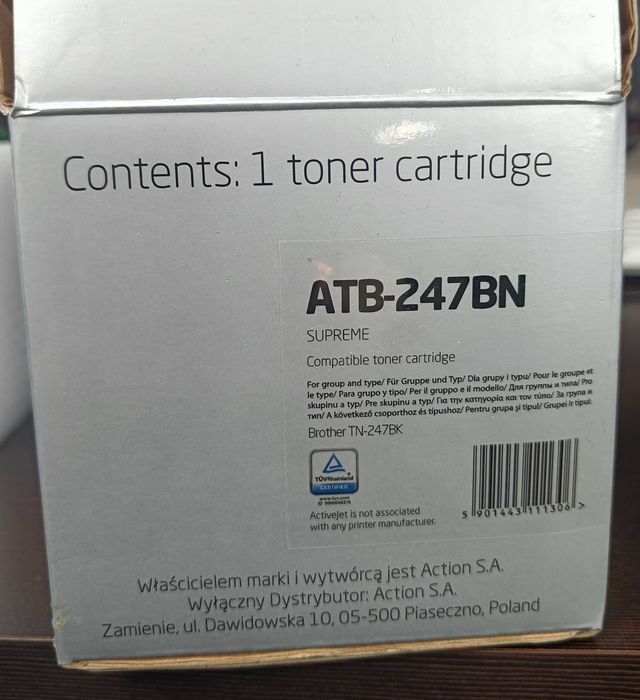 Contents: 1 toner cartridge
ATB-247BN
SUPREME
Compatible toner cartridge
For group and type/ Für Gruppe und Typ/ Dla grupy i typu/ Pour le groupe et
le type/ Para grupo y tipo/ Per il gruppo e il modello/ Для группы и типа/ Pro
skupinu a typ/ Pre skupinu a typ/ Για την κατηγορία και τον τύπο/ За група и
тип/ A következő csoporthoz és típushoz/ Pentru grupa şi tipul/ Grupei ir tipui:
Brother TN-247BK
TÜVRheinland
CERTIFIED
www.tuv.com
ActiveJet is not associated
with any printer manufacturer.
5 901443 111306 >
Właścicielem marki i wytwórcą jest Action S.A.
Wyłączny Dystrybutor: Action S.A.
Zamienie, ul. Dawidowska 10, 05-500 Piaseczno, Poland